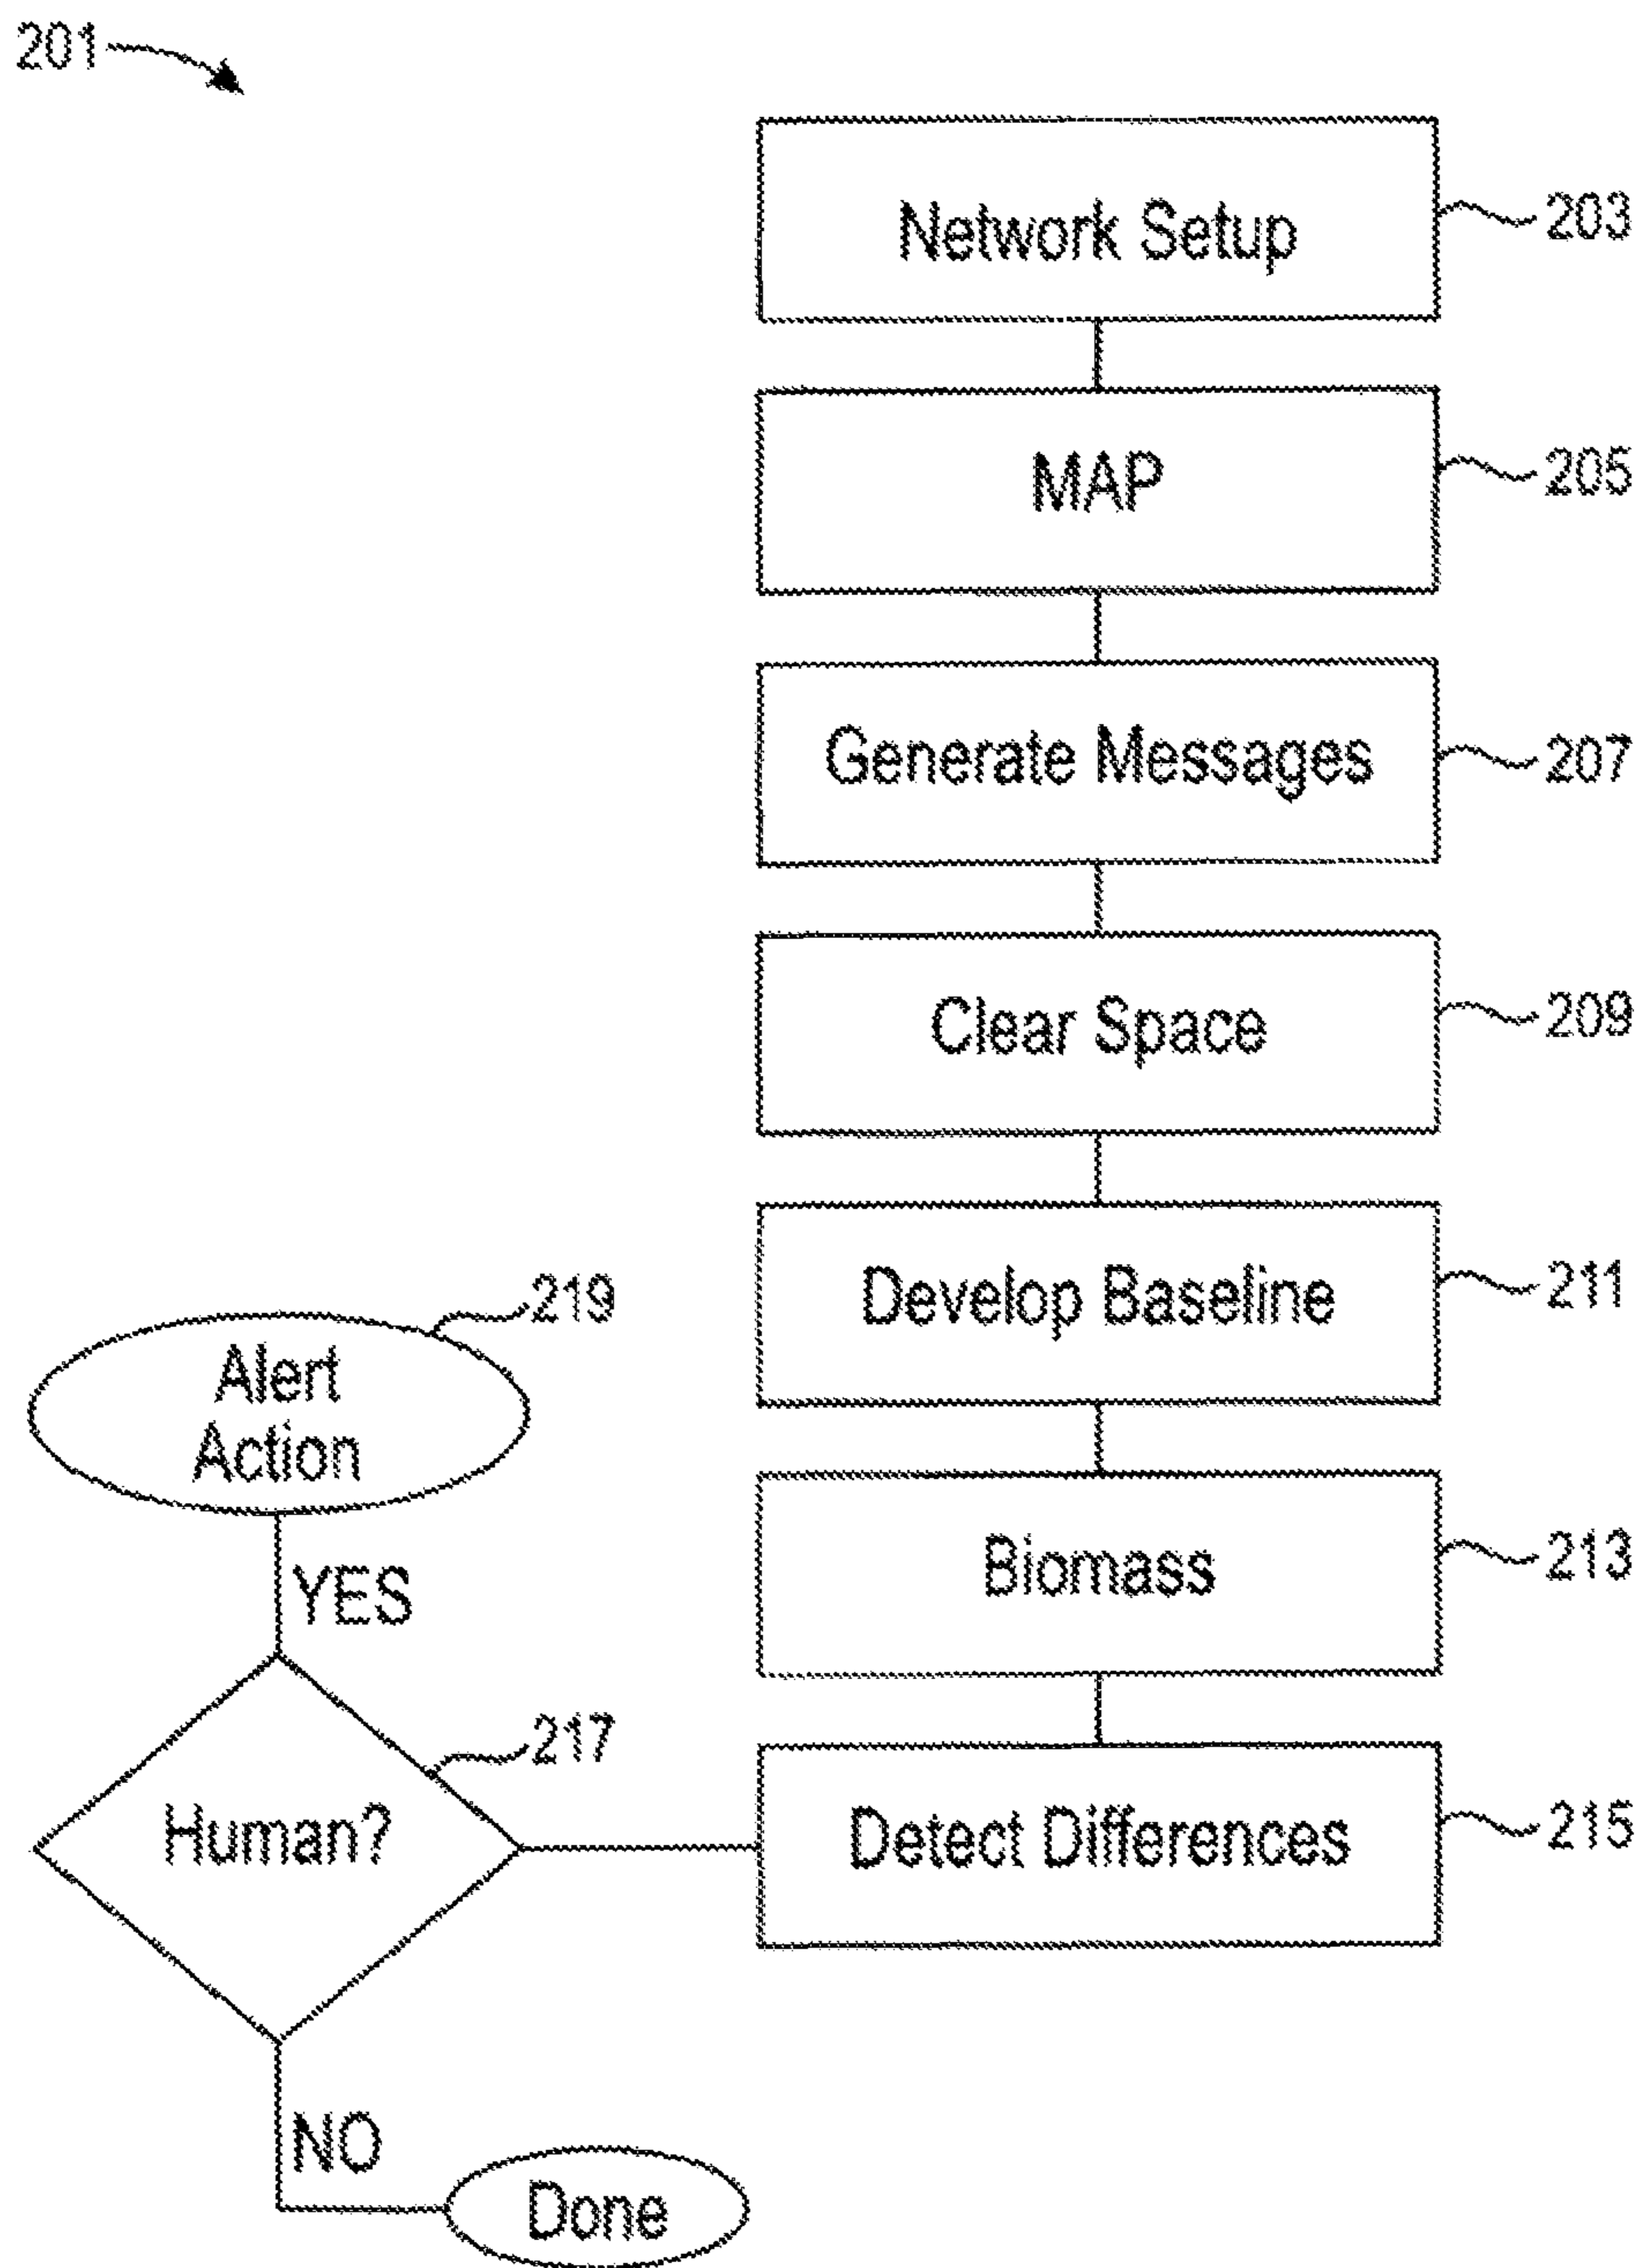 201
Network Setup
203
MAP
205
Generate Messages
207
Clear Space
209
Develop Baseline
211
Biomass
213
Detect Differences
215
Human?
217
YES
Alert
Action
219
NO
Done